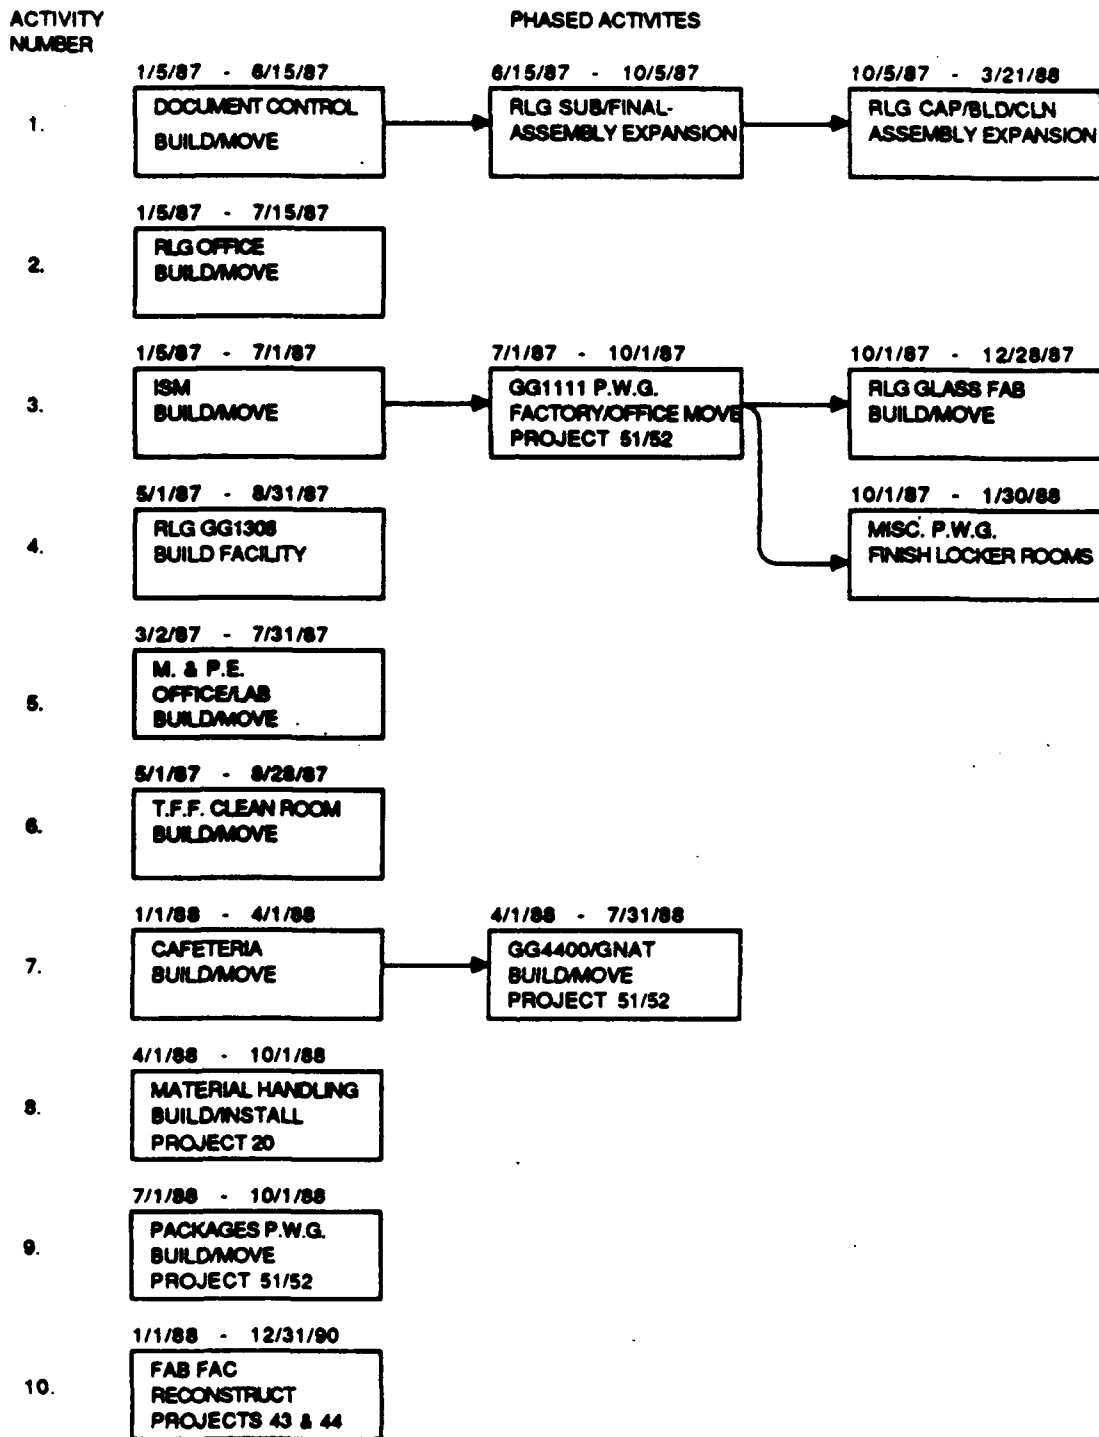 ACTIVITY
NUMBER
PHASED ACTIVITES
1.
1/5/87 - 6/15/87
DOCUMENT CONTROL
BUILD/MOVE
6/15/87 - 10/5/87
RLG SUB/FINAL-
ASSEMBLY EXPANSION
10/5/87 - 3/21/88
RLG CAP/BLD/CLN
ASSEMBLY EXPANSION
2.
1/5/87 - 7/15/87
RLG OFFICE
BUILD/MOVE
3.
1/5/87 - 7/1/87
ISM
BUILD/MOVE
7/1/87 - 10/1/87
GG1111 P.W.G.
FACTORY/OFFICE MOVE
PROJECT 51/52
10/1/87 - 12/28/87
RLG GLASS FAB
BUILD/MOVE
4.
5/1/87 - 8/31/87
RLG GG1308
BUILD FACILITY
10/1/87 - 1/30/88
MISC. P.W.G.
FINISH LOCKER ROOMS
5.
3/2/87 - 7/31/87
M. & P.E.
OFFICE/LAB
BUILD/MOVE
6.
5/1/87 - 8/28/87
T.F.F. CLEAN ROOM
BUILD/MOVE
7.
1/1/88 - 4/1/88
CAFETERIA
BUILD/MOVE
4/1/88 - 7/31/88
GG4400/GNAT
BUILD/MOVE
PROJECT 51/52
8.
4/1/88 - 10/1/88
MATERIAL HANDLING
BUILD/INSTALL
PROJECT 20
9.
7/1/88 - 10/1/88
PACKAGES P.W.G.
BUILD/MOVE
PROJECT 51/52
10.
1/1/88 - 12/31/90
FAB FAC
RECONSTRUCT
PROJECTS 43 & 44